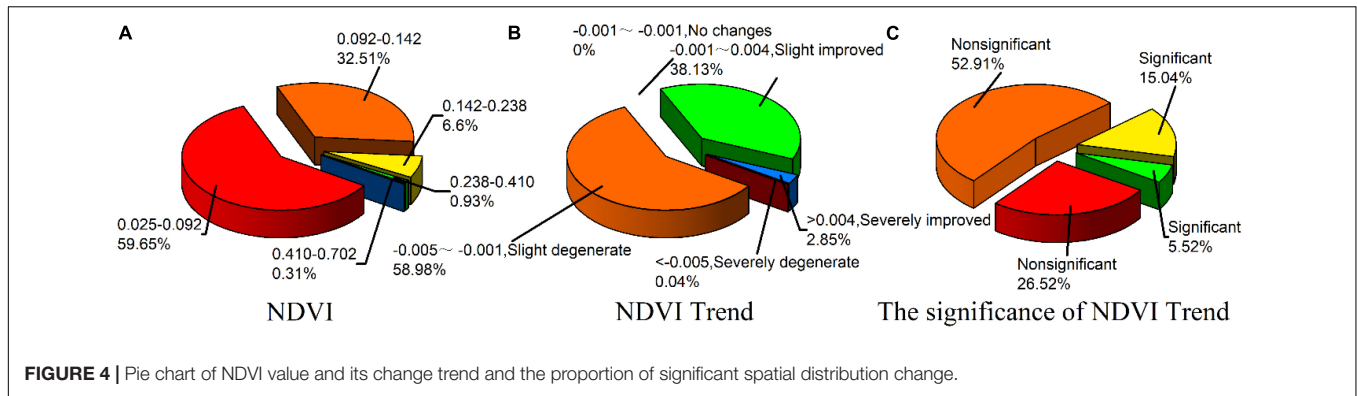 A
0.092-0.142
32.51%
0.142-0.238
6.6%
0.238-0.410
0.93%
0.410-0.702
0.31%
0.025-0.092
59.65%
NDVI
B
-0.001～ -0.001,No changes
0%
-0.001～0.004,Slight improved
38.13%
>0.004,Severely improved
2.85%
<-0.005,Severely degenerate
0.04%
-0.005～ -0.001,Slight degenerate
58.98%
NDVI Trend
C
Nonsignificant
52.91%
Significant
15.04%
Significant
5.52%
Nonsignificant
26.52%
The significance of NDVI Trend
FIGURE 4 | Pie chart of NDVI value and its change trend and the proportion of significant spatial distribution change.